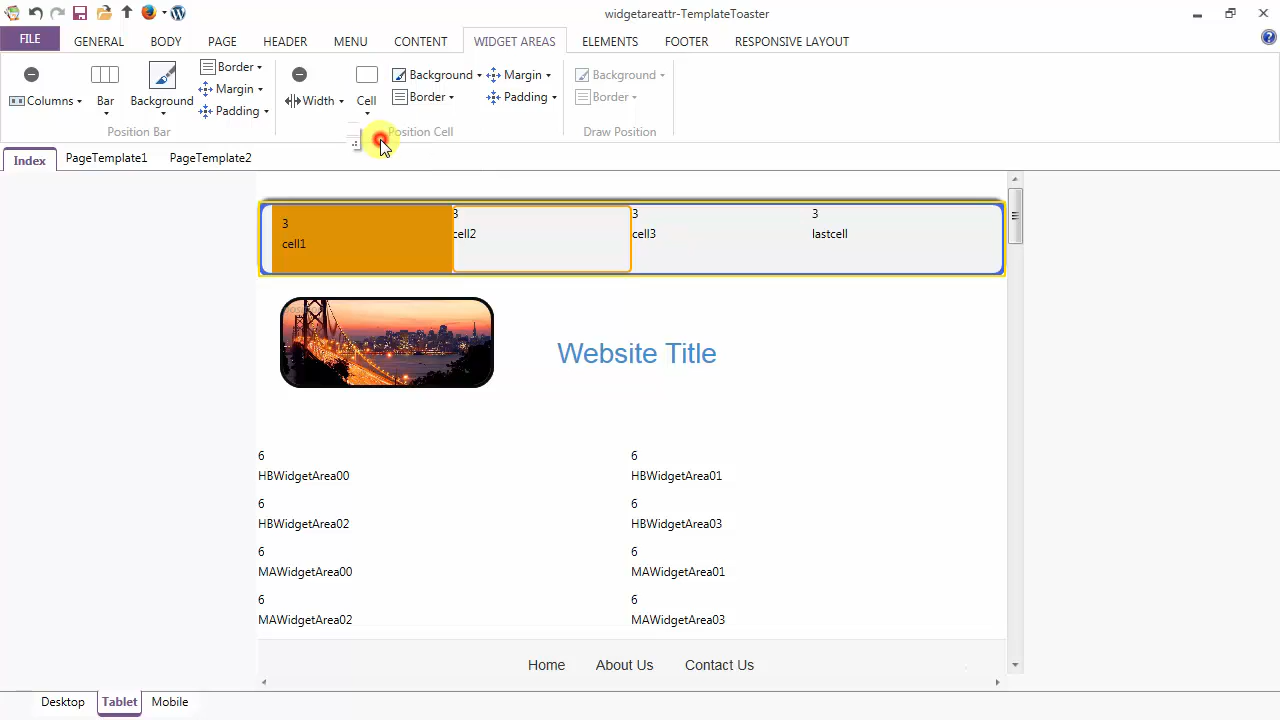 widgetareattr-TemplateToaster
FILE GENERAL BODY PAGE HEADER MENU CONTENT WIDGET AREAS ELEMENTS FOOTER RESPONSIVE LAYOUT
Columns Bar Background Border Margin Padding
Width Cell Background Border Margin Padding
Background Border
Position Bar Position Cell Draw Position
Index PageTemplate1 PageTemplate2
3 3 3 3
cell1 cell2 cell3 lastcell
Website Title
6 6
HBWidgetArea00 HBWidgetArea01
6 6
HBWidgetArea02 HBWidgetArea03
6 6
MAWidgetArea00 MAWidgetArea01
6 6
MAWidgetArea02 MAWidgetArea03
Home About Us Contact Us
Desktop Tablet Mobile